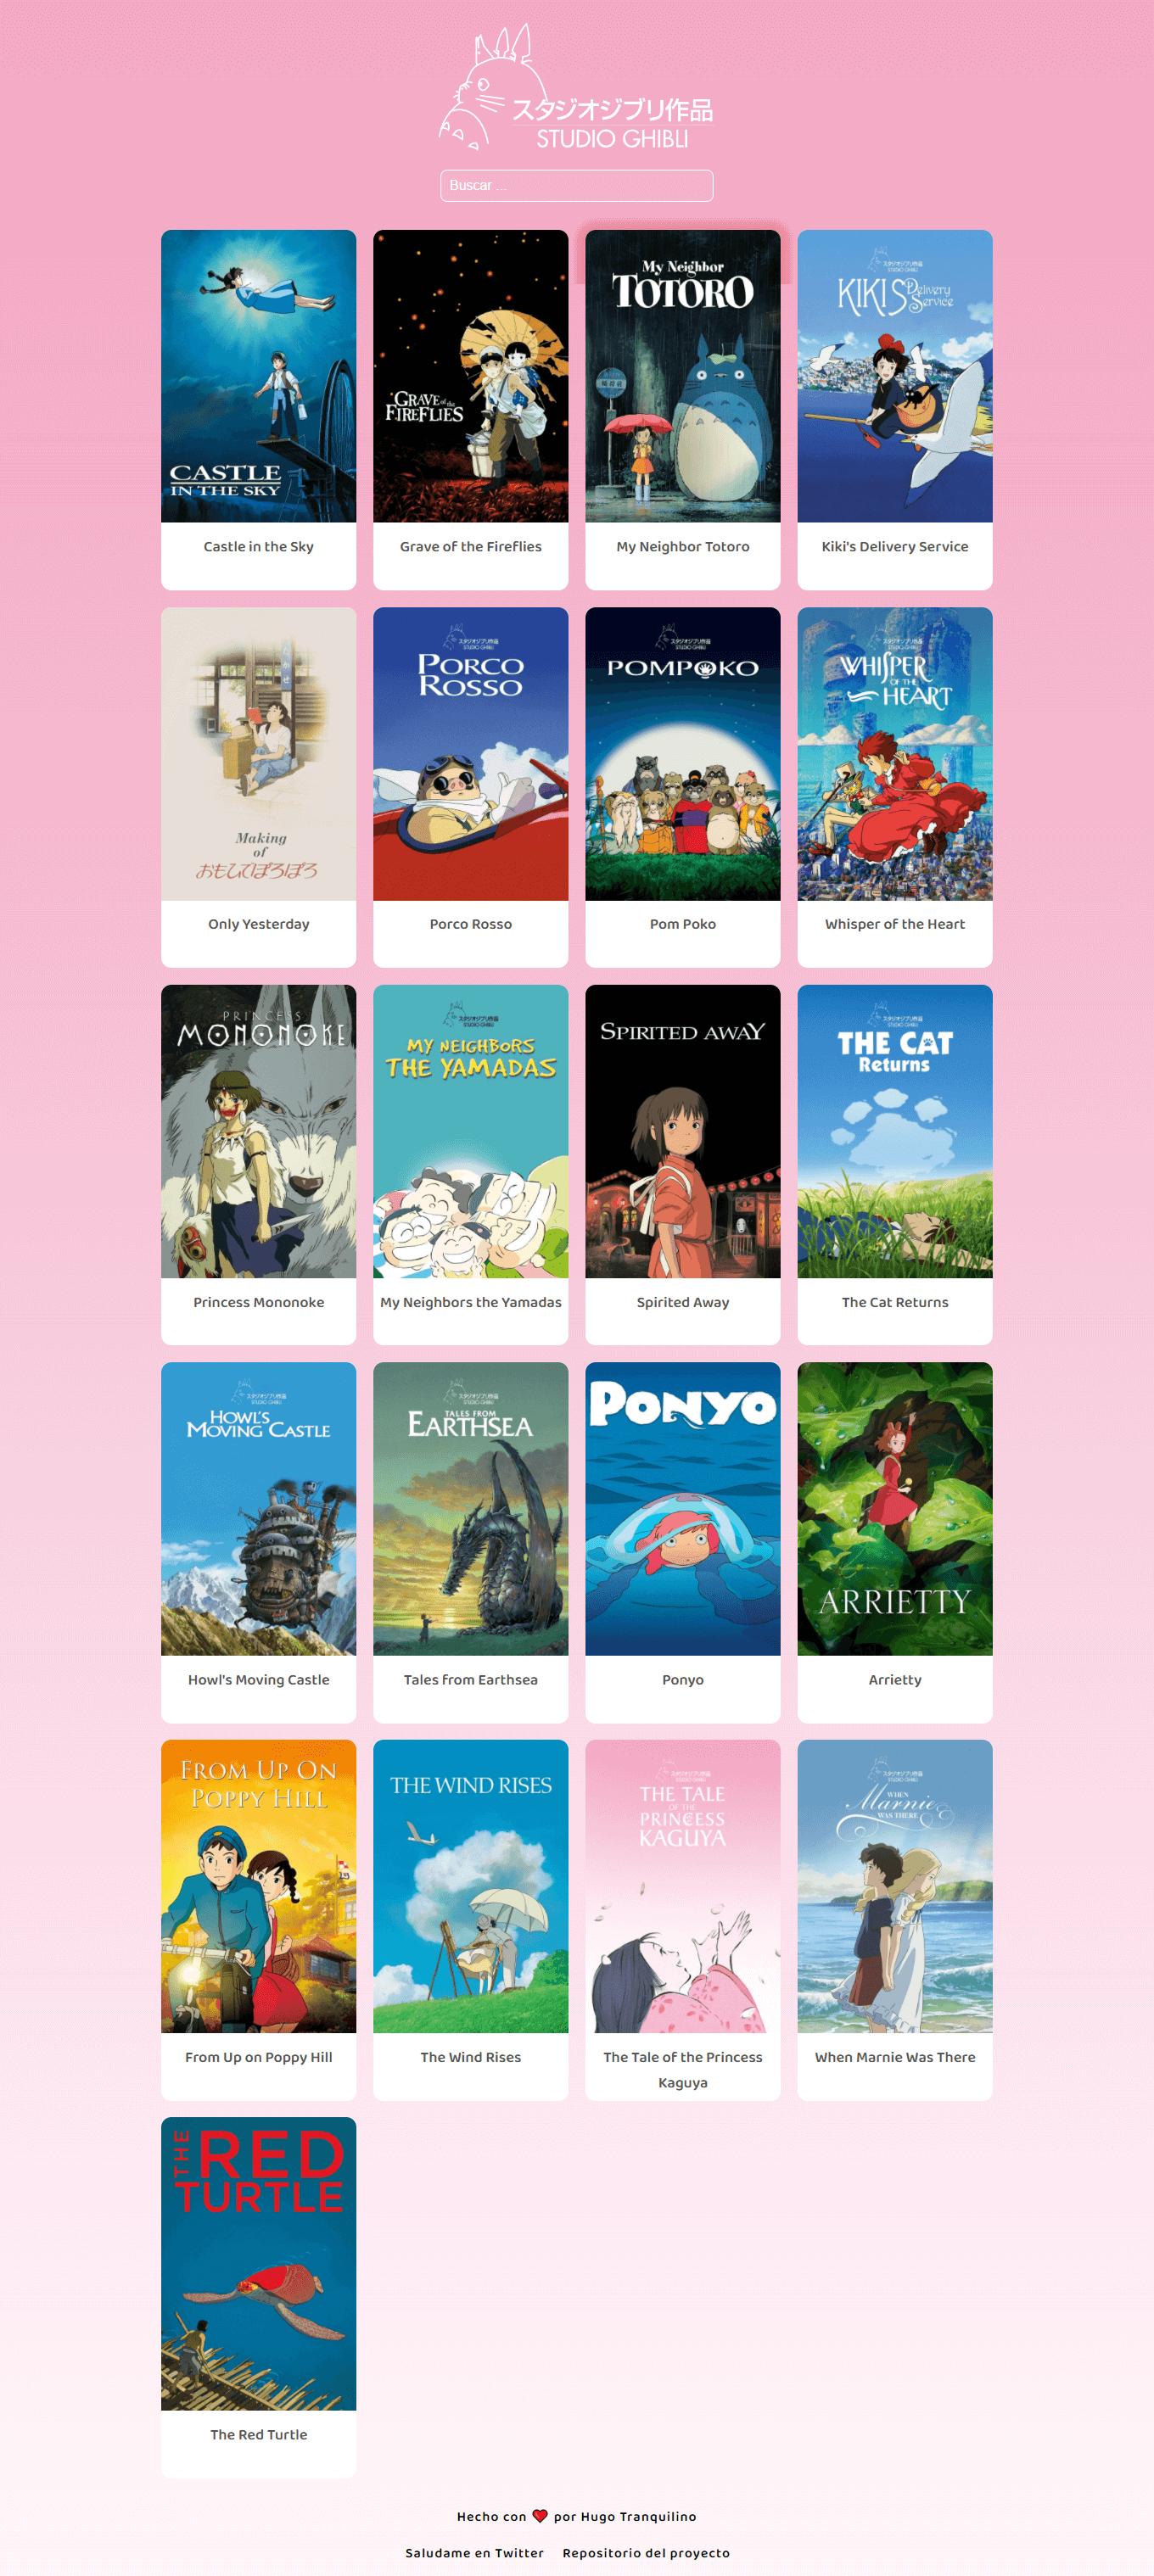 スタジオジブリ作品
STUDIO GHIBLI
Buscar ...
CASTLE
IN THE SKY
Castle in the Sky
GRAVE of the
FIREFLIES
Grave of the Fireflies
My Neighbor
TOTORO
My Neighbor Totoro
スタジオジブリ作品
STUDIO GHIBLI
KIKI'S Delivery
Service
Kiki's Delivery Service
Making
of
おもひでぽろぽろ
Only Yesterday
スタジオジブリ作品
STUDIO GHIBLI
PORCO
ROSSO
Porco Rosso
スタジオジブリ作品
STUDIO GHIBLI
POMPOKO
Pom Poko
スタジオジブリ作品
STUDIO GHIBLI
WHISPER
OF THE
HEART
Whisper of the Heart
PRINCESS
MONONOKE
Princess Mononoke
スタジオジブリ作品
STUDIO GHIBLI
MY NEIGHBORS
THE YAMADAS
My Neighbors the Yamadas
SPIRITED AWAY
Spirited Away
スタジオジブリ作品
STUDIO GHIBLI
THE CAT
Returns
The Cat Returns
スタジオジブリ作品
STUDIO GHIBLI
HOWL'S
MOVING CASTLE
Howl's Moving Castle
スタジオジブリ作品
STUDIO GHIBLI
TALES FROM
EARTHSEA
Tales from Earthsea
PONYO
Ponyo
ARRIETTY
Arrietty
FROM UP ON
POPPY HILL
From Up on Poppy Hill
THE WIND RISES
The Wind Rises
スタジオジブリ作品
STUDIO GHIBLI
THE TALE
OF THE
PRINCESS
KAGUYA
The Tale of the Princess
Kaguya
スタジオジブリ作品
STUDIO GHIBLI
WHEN
Marnie
WAS THERE
When Marnie Was There
THE RED
TURTLE
The Red Turtle
Hecho con ❤ por Hugo Tranquilino
Saludame en Twitter Repositorio del proyecto